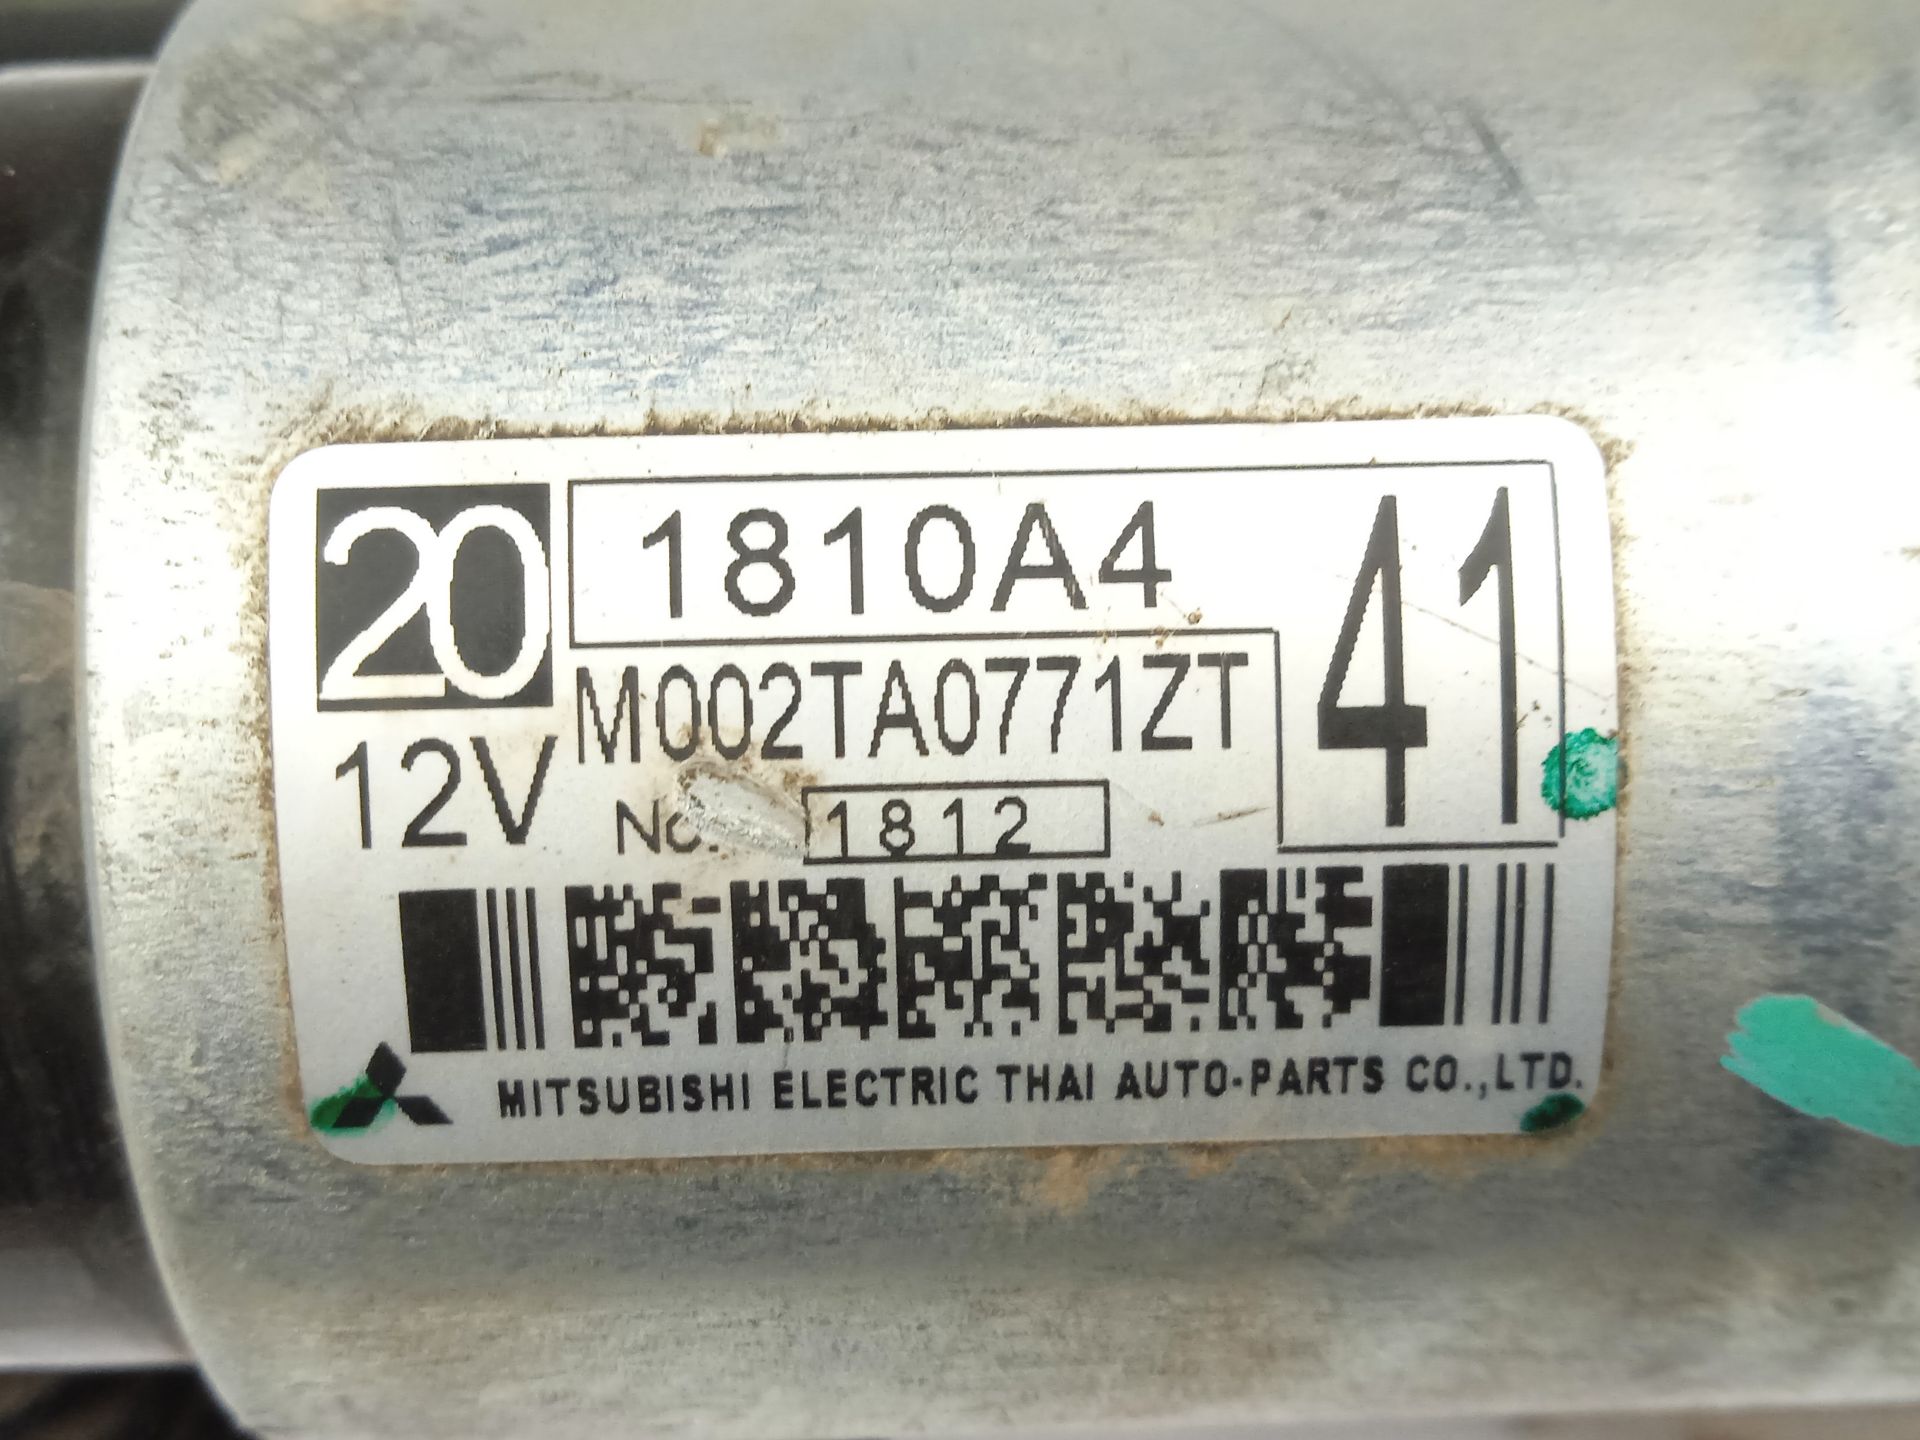 20 1810A4 41
M002TA0771ZT
12V No. 1812
MITSUBISHI ELECTRIC THAI AUTO-PARTS CO.,LTD.